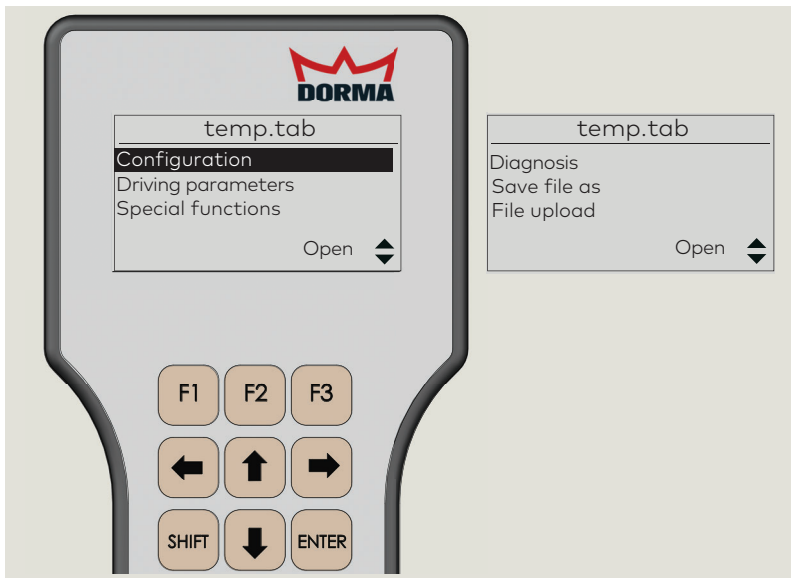 DORMA
temp.tab
Configuration
Driving parameters
Special functions
Open
temp.tab
Diagnosis
Save file as
File upload
Open
F1 F2 F3
SHIFT ENTER